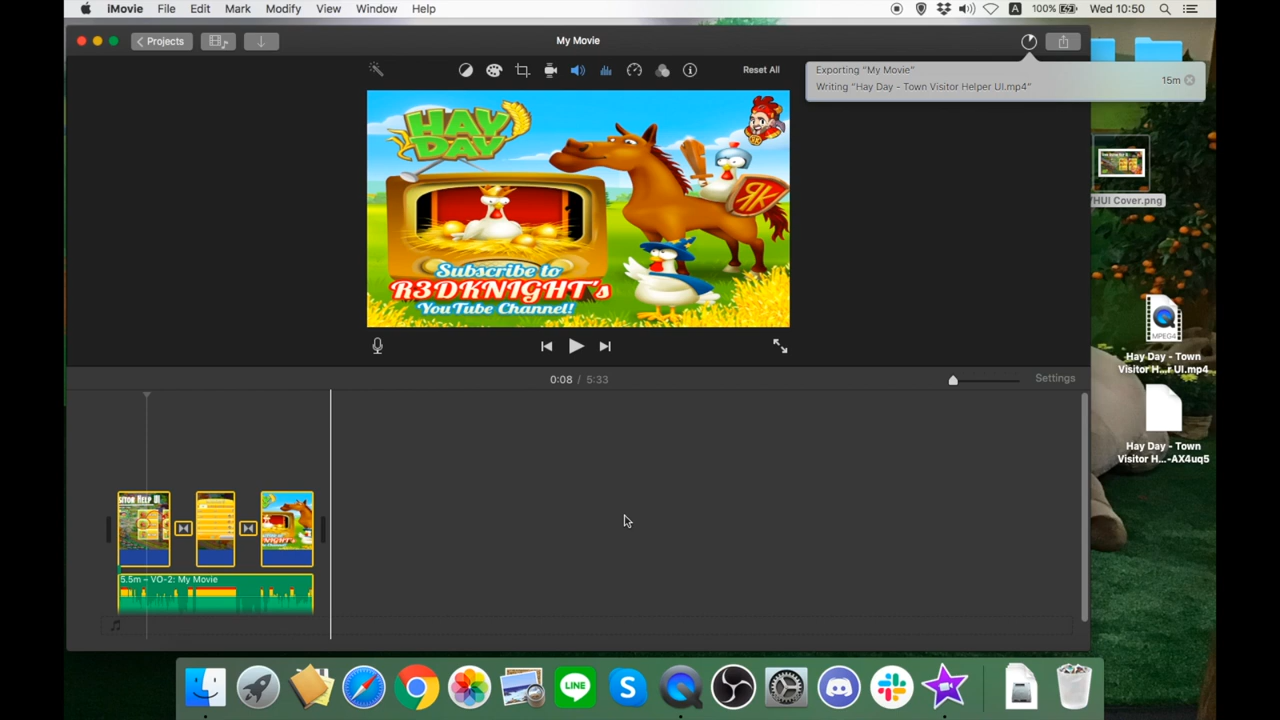 iMovie File Edit Mark Modify View Window Help
A 100% Wed 10:50
Projects
My Movie
Reset All
Exporting “My Movie”
Writing “Hay Day - Town Visitor Helper UI.mp4”
15m
HAY
DAY
RK
Subscribe to
R3DKNIGHT's
YouTube Channel!
HUI Cover.png
MPEG4
Hay Day - Town
Visitor H...r UI.mp4
Hay Day - Town
Visitor H...-AX4uq5
0:08 / 5:33
Settings
5.5m – VO-2: My Movie
LINE